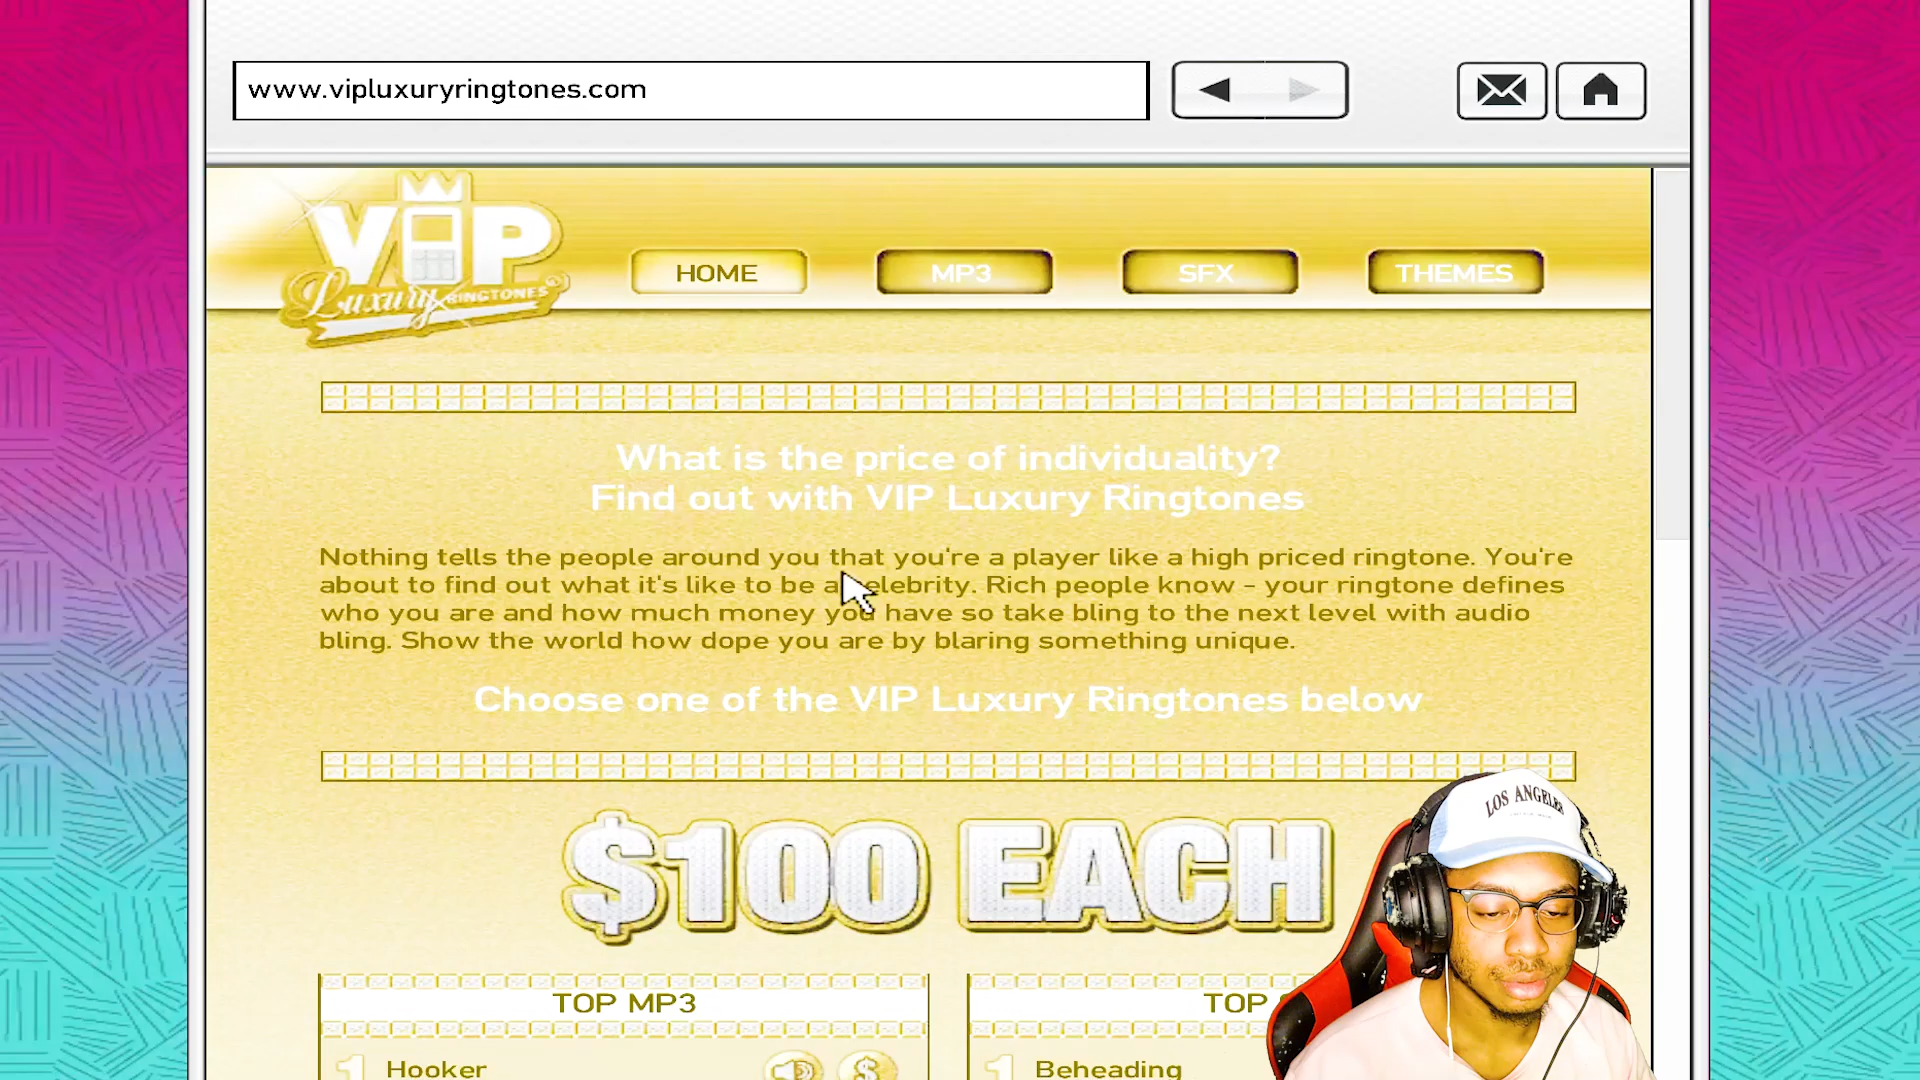 www.vipluxuryringtones.com
VIP
Luxury RINGTONES
HOME
MP3
SFX
THEMES
What is the price of individuality?
Find out with VIP Luxury Ringtones
Nothing tells the people around you that you're a player like a high priced ringtone. You're
about to find out what it's like to be a celebrity. Rich people know - your ringtone defines
who you are and how much money you have so take bling to the next level with audio
bling. Show the world how dope you are by blaring something unique.
Choose one of the VIP Luxury Ringtones below
$100 EACH
TOP MP3
TOP
1 Hooker
$
1 Beheading
LOS ANGELES